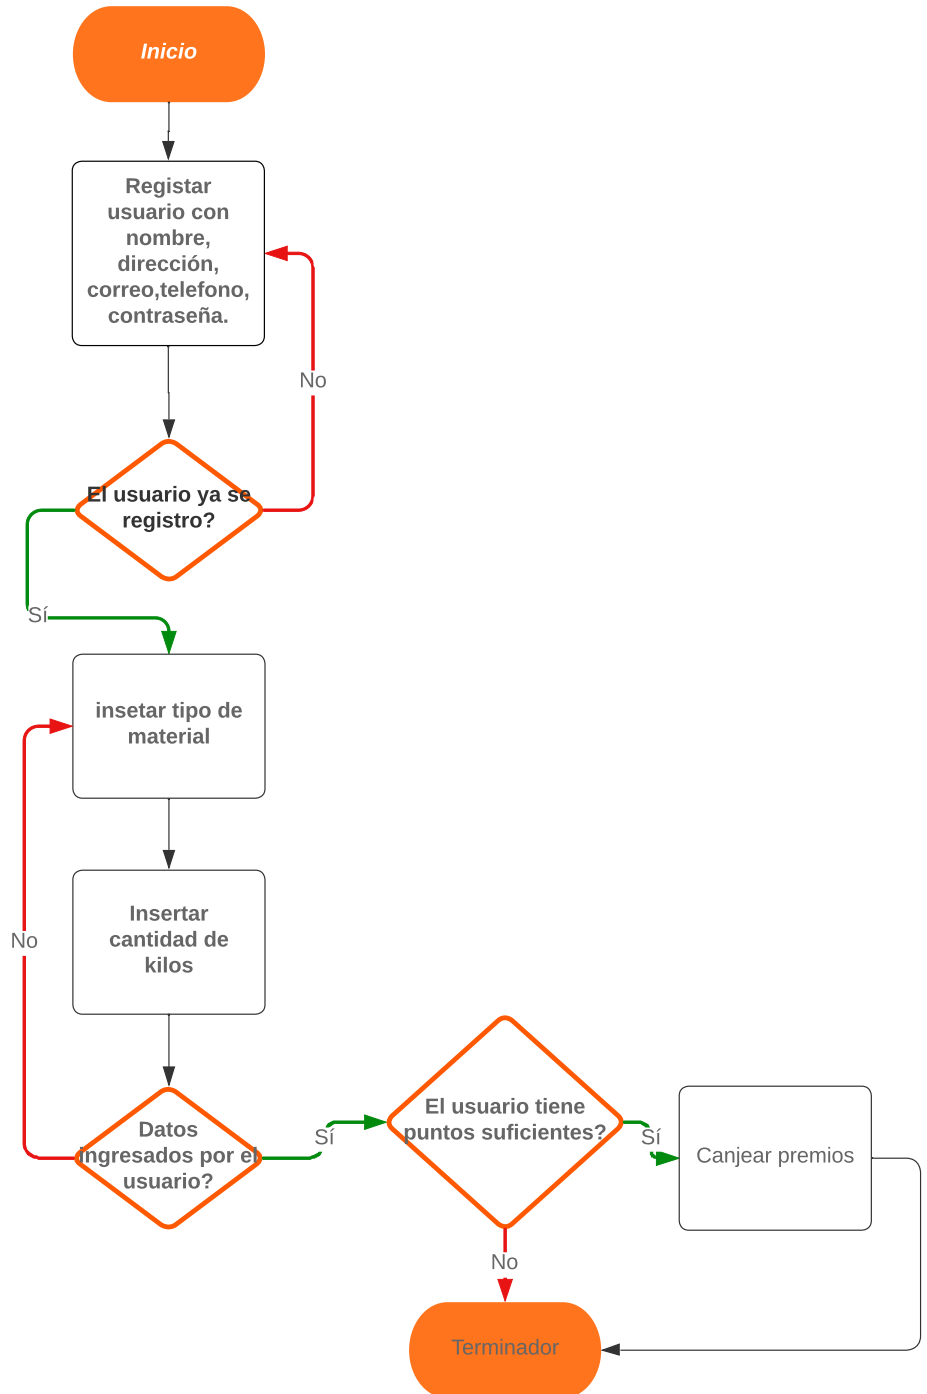 Inicio
Registar
usuario con
nombre,
dirección,
correo,telefono,
contraseña.
No
El usuario ya se
registro?
Sí
insetar tipo de
material
Insertar
cantidad de
kilos
No
Datos
ingresados por el
usuario?
Sí
El usuario tiene
puntos suficientes?
Sí
Canjear premios
No
Terminador